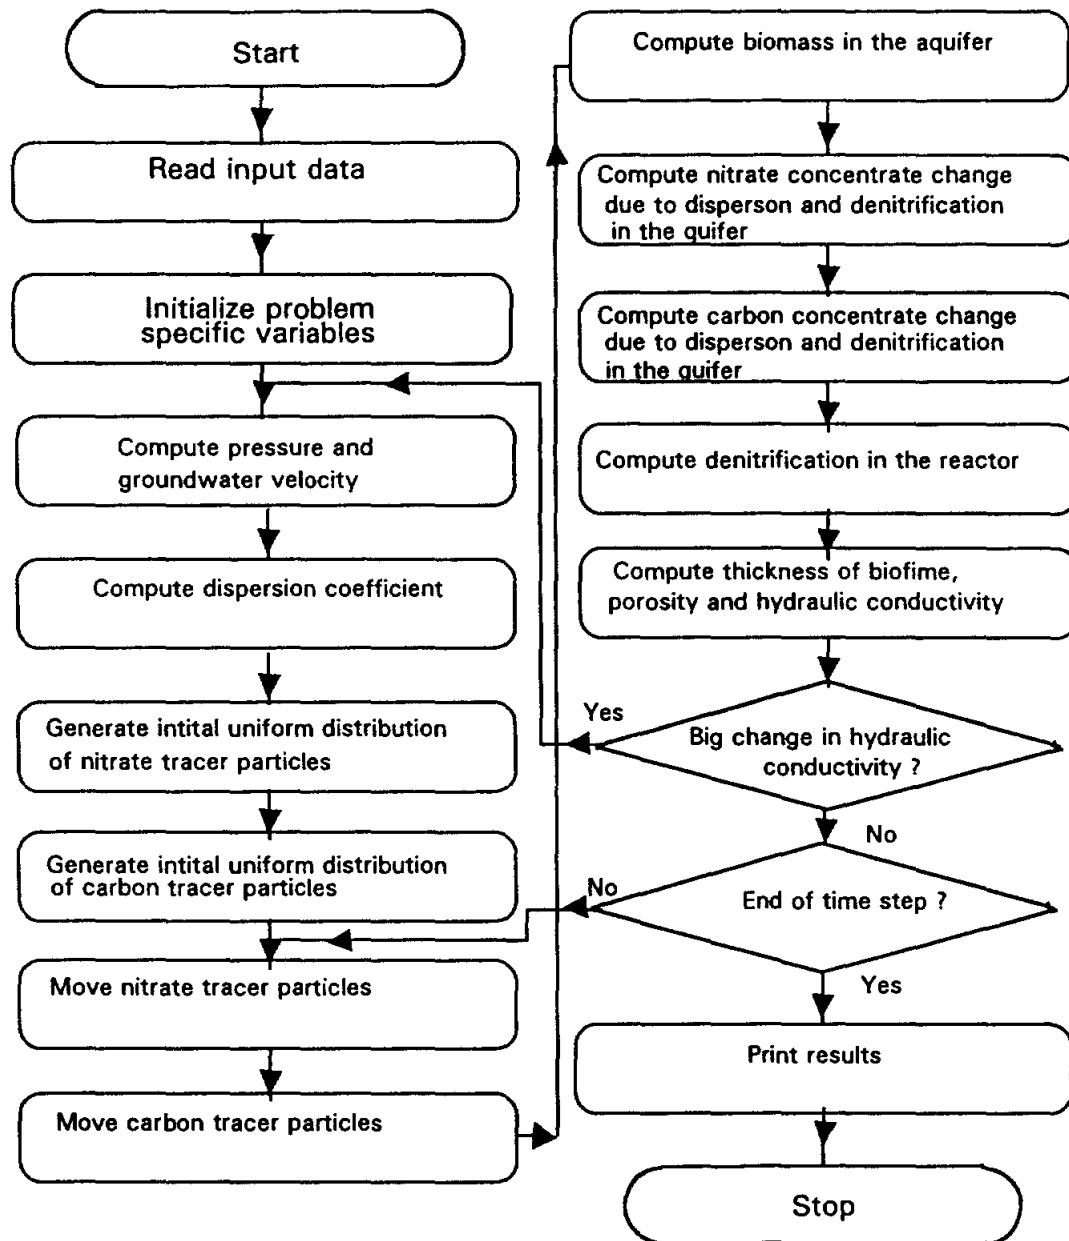 Start
Read input data
Initialize problem
specific variables
Compute pressure and
groundwater velocity
Compute dispersion coefficient
Generate intital uniform distribution
of nitrate tracer particles
Generate intital uniform distribution
of carbon tracer particles
Move nitrate tracer particles
Move carbon tracer particles
Compute biomass in the aquifer
Compute nitrate concentrate change
due to disperson and denitrification
in the quifer
Compute carbon concentrate change
due to disperson and denitrification
in the quifer
Compute denitrification in the reactor
Compute thickness of biofime,
porosity and hydraulic conductivity
Yes
Big change in hydraulic
conductivity ?
No
No
End of time step ?
Yes
Print results
Stop